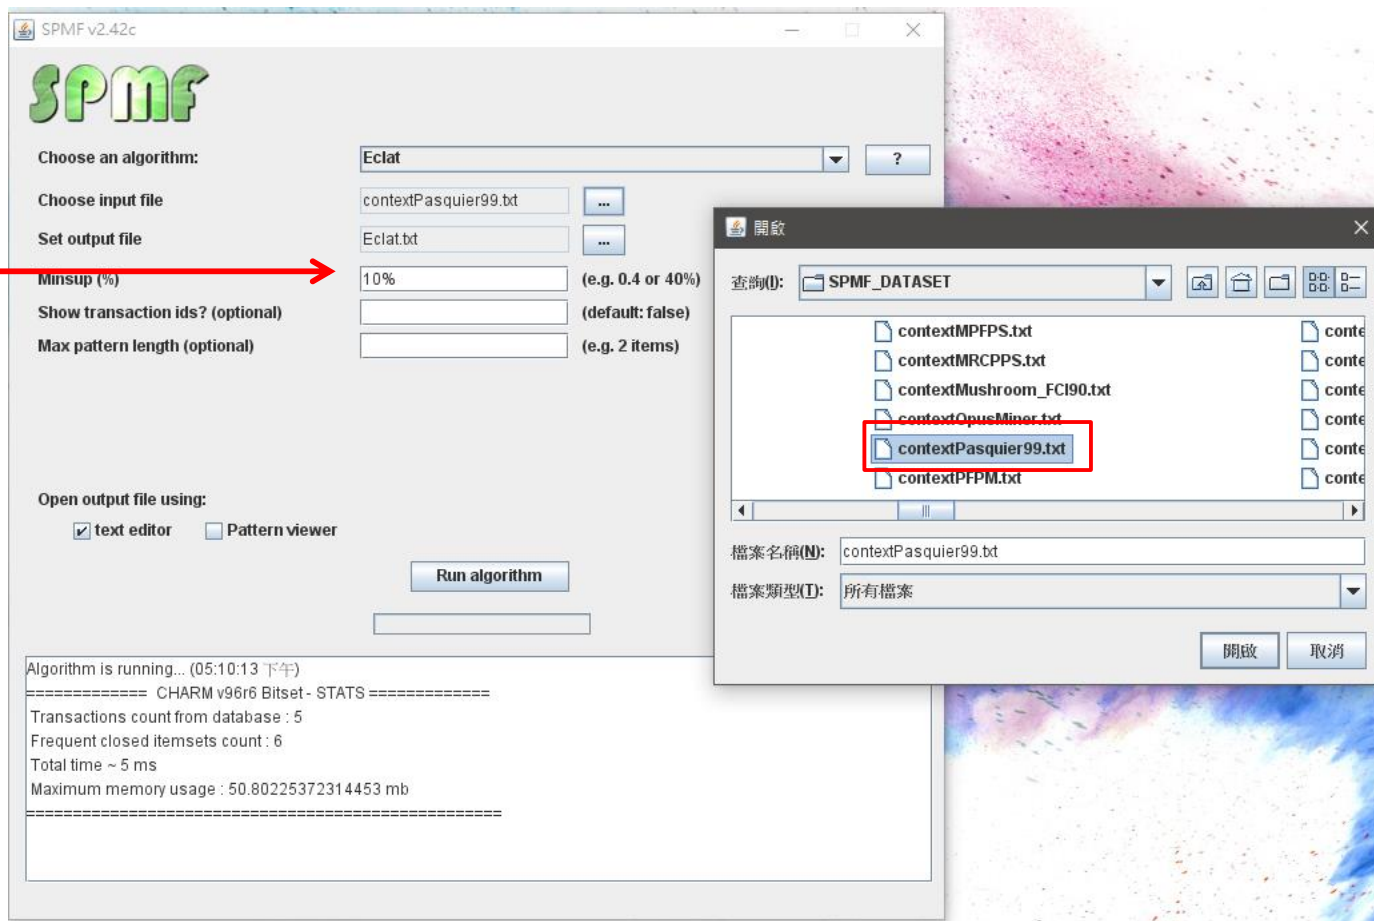 SPMF v2.42c
SPMF
Choose an algorithm:
Eclat
?
Choose input file
contextPasquier99.txt
...
Set output file
Eclat.txt
...
Minsup (%)
10%
(e.g. 0.4 or 40%)
Show transaction ids? (optional)
(default: false)
Max pattern length (optional)
(e.g. 2 items)
Open output file using:
text editor
Pattern viewer
Run algorithm
Algorithm is running... (05:10:13 下午)
============= CHARM v96r6 Bitset - STATS =============
Transactions count from database : 5
Frequent closed itemsets count : 6
Total time ~ 5 ms
Maximum memory usage : 50.80225372314453 mb
===================================================
開啟
查詢(I):
SPMF_DATASET
contextMPFPS.txt
conte
contextMRCPPS.txt
conte
contextMushroom_FCI90.txt
conte
contextOpusMiner.txt
conte
contextPasquier99.txt
conte
contextPFPM.txt
conte
檔案名稱(N):
contextPasquier99.txt
檔案類型(T):
所有檔案
開啟
取消